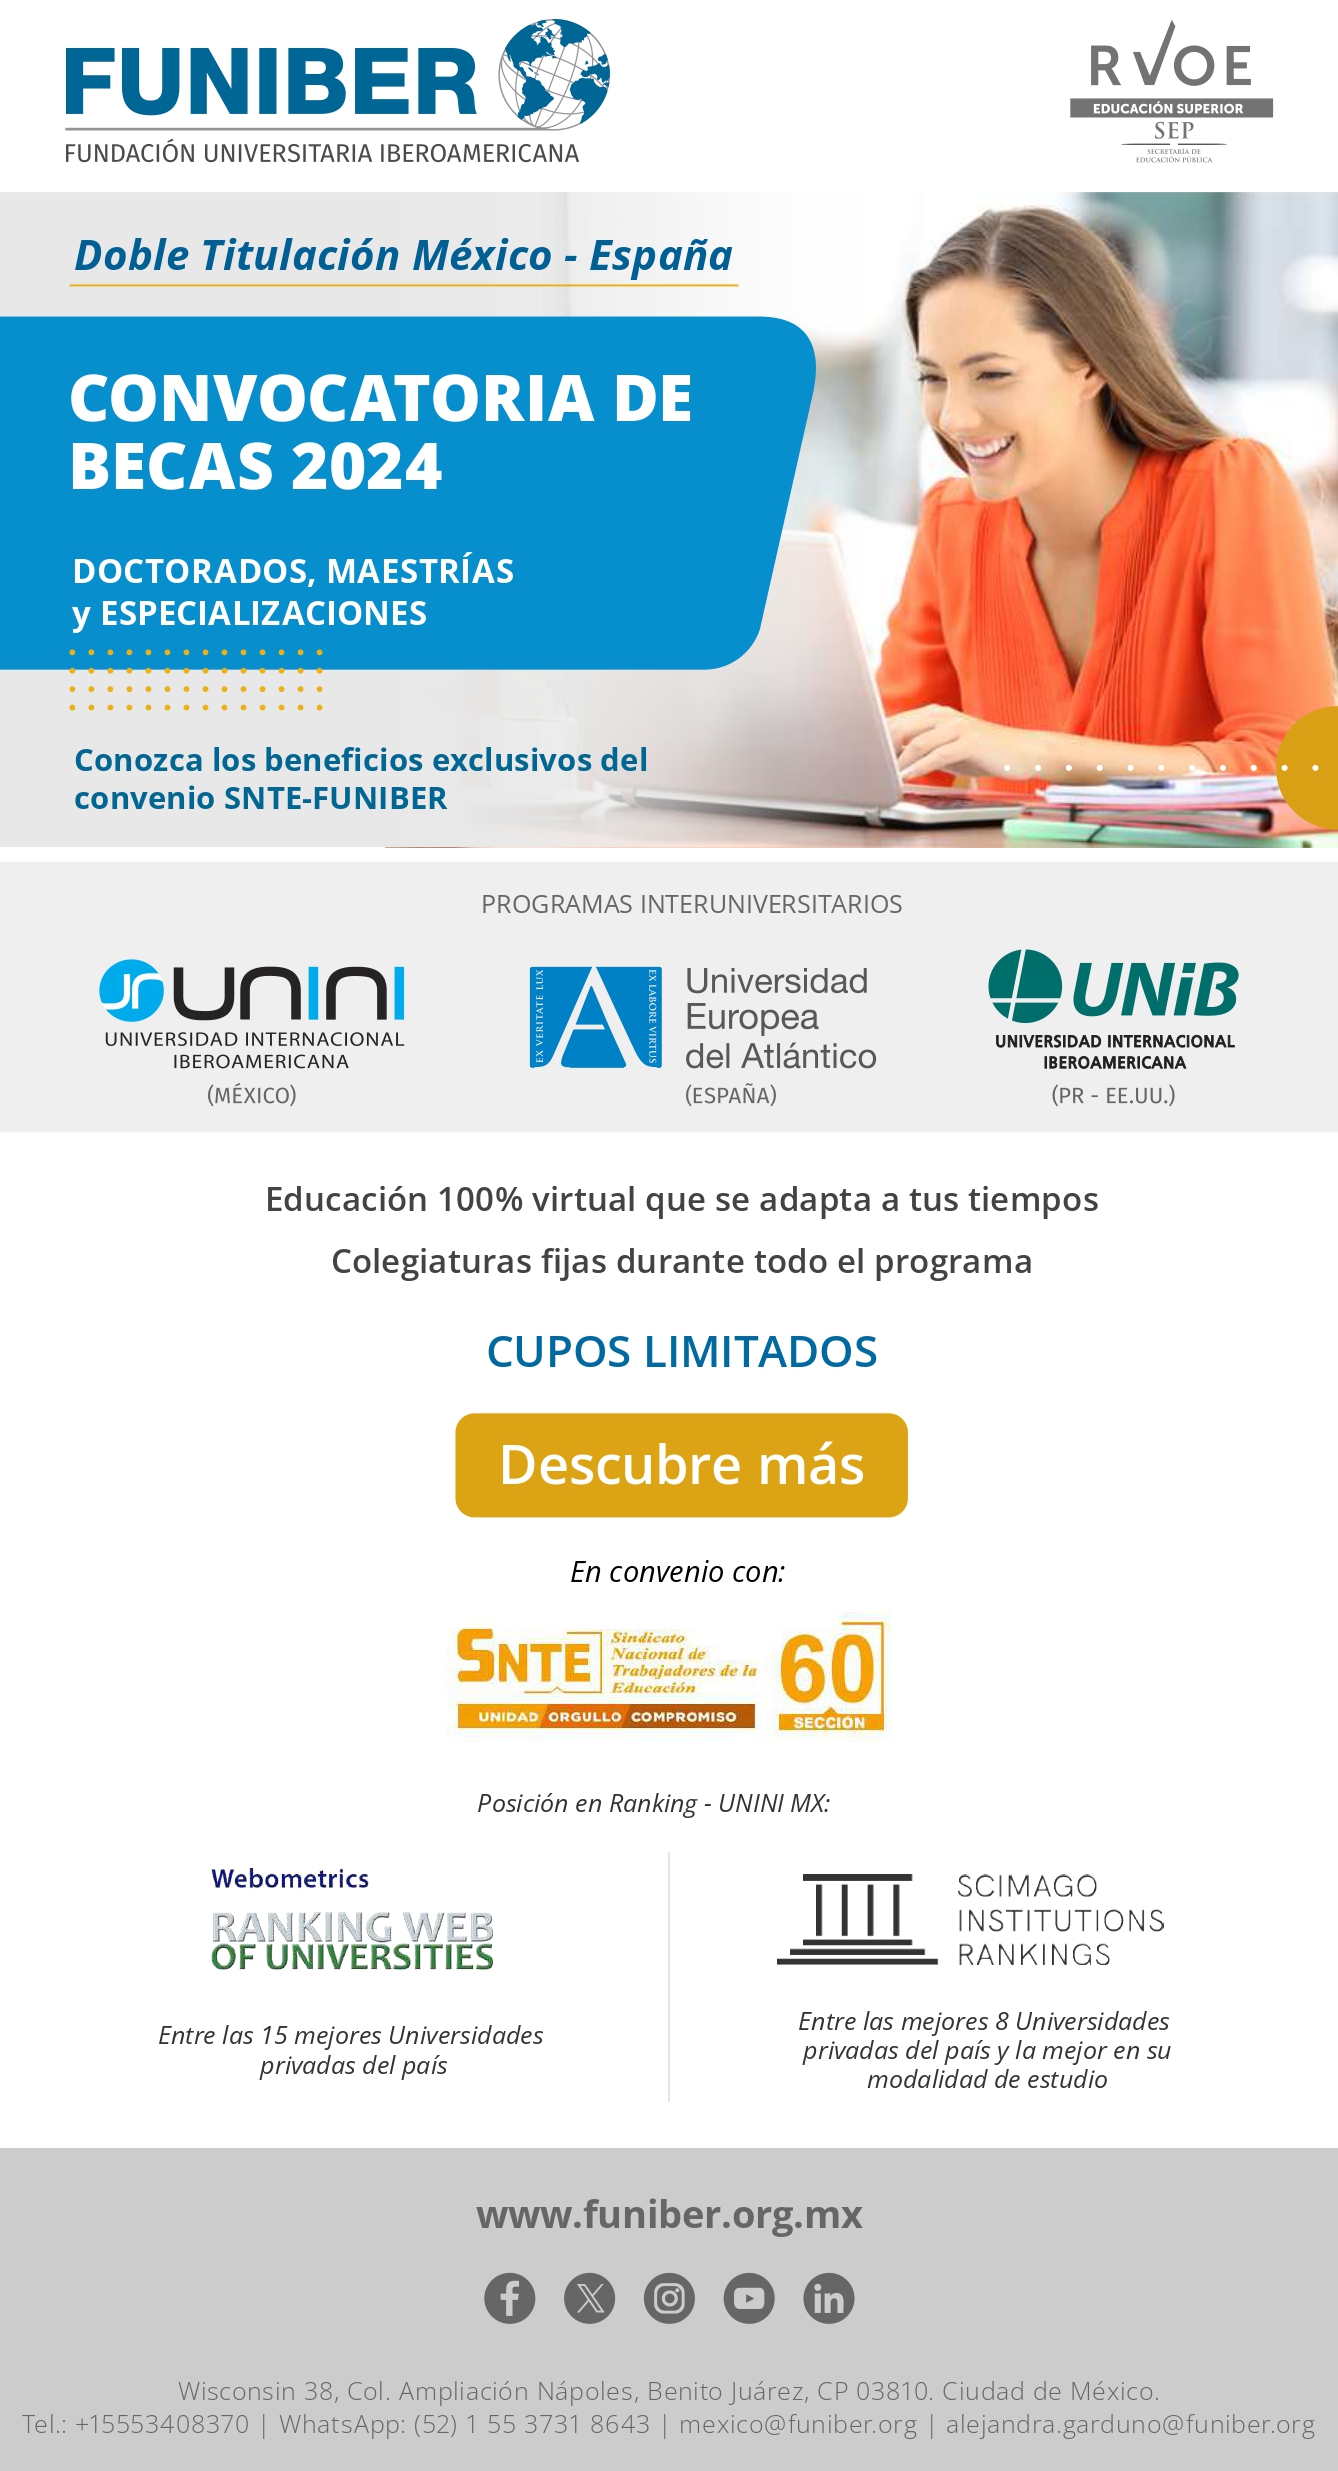 FUNIBER
FUNDACIÓN UNIVERSITARIA IBEROAMERICANA
RVOE
EDUCACIÓN SUPERIOR
SEP
SECRETARÍA DE
EDUCACIÓN PÚBLICA
Doble Titulación México - España
CONVOCATORIA DE
BECAS 2024
DOCTORADOS, MAESTRÍAS
y ESPECIALIZACIONES
Conozca los beneficios exclusivos del
convenio SNTE-FUNIBER
PROGRAMAS INTERUNIVERSITARIOS
UNINI
UNIVERSIDAD INTERNACIONAL
IBEROAMERICANA
(MÉXICO)
EX VERITATE LUX
A
EX LABORE VIRTUS
Universidad
Europea
del Atlántico
(ESPAÑA)
UNiB
UNIVERSIDAD INTERNACIONAL
IBEROAMERICANA
(PR - EE.UU.)
Educación 100% virtual que se adapta a tus tiempos
Colegiaturas fijas durante todo el programa
CUPOS LIMITADOS
Descubre más
En convenio con:
SNTE
Sindicato
Nacional de
Trabajadores de la
Educación
UNIDAD ORGULLO COMPROMISO
60
SECCIÓN
Posición en Ranking - UNINI MX:
Webometrics
RANKING WEB
OF UNIVERSITIES
Entre las 15 mejores Universidades
privadas del país
SCIMAGO
INSTITUTIONS
RANKINGS
Entre las mejores 8 Universidades
privadas del país y la mejor en su
modalidad de estudio
www.funiber.org.mx
Wisconsin 38, Col. Ampliación Nápoles, Benito Juárez, CP 03810. Ciudad de México.
Tel.: +15553408370 | WhatsApp: (52) 1 55 3731 8643 | mexico@funiber.org | alejandra.garduno@funiber.org